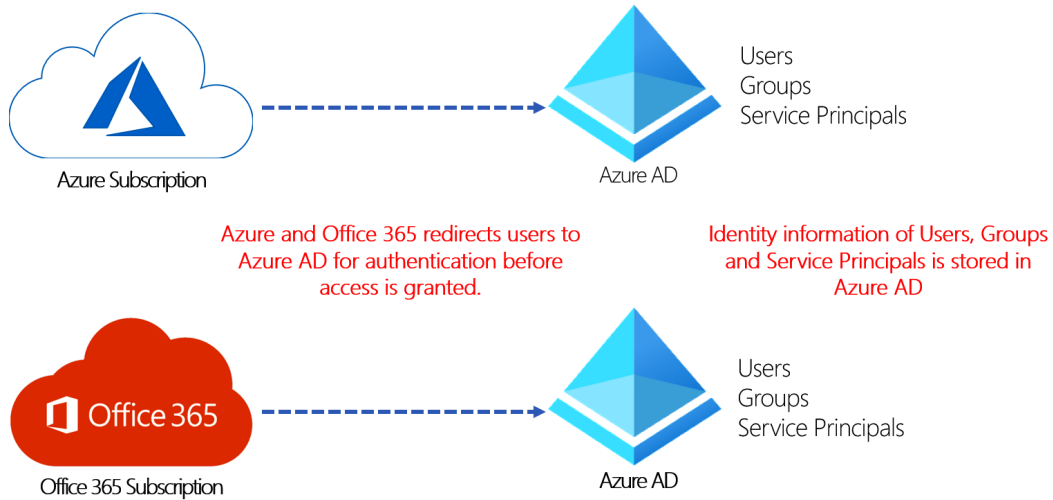 Users
Groups
Service Principals
Azure Subscription
Azure AD
Azure and Office 365 redirects users to
Azure AD for authentication before
access is granted.
Identity information of Users, Groups
and Service Principals is stored in
Azure AD
Office 365
Users
Groups
Service Principals
Office 365 Subscription
Azure AD